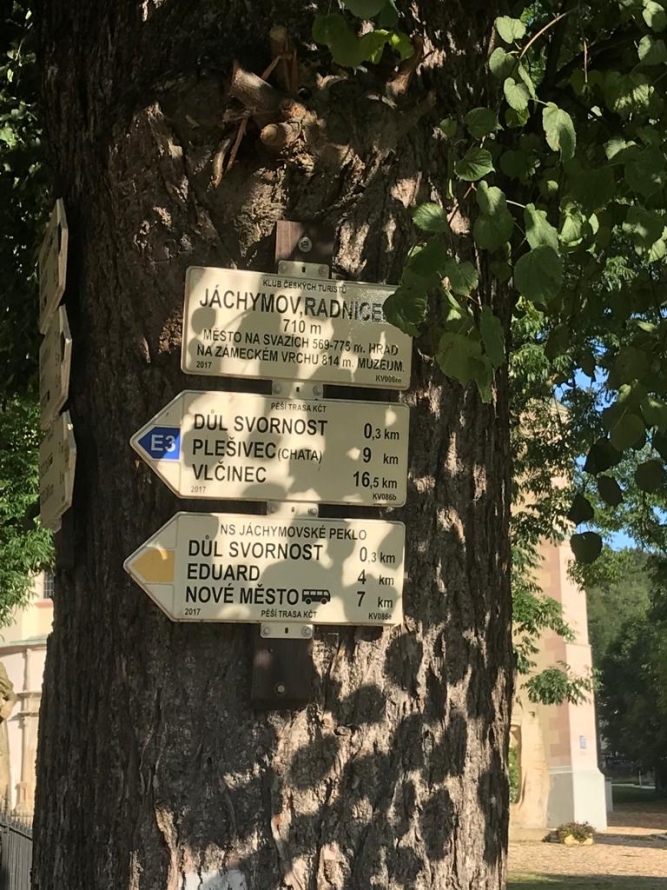 KLUB ČESKÝCH TURISTŮ
JÁCHYMOV,RADNICE
710 m
MĚSTO NA SVAZÍCH 569-775 m. HRAD
NA ZÁMECKÉM VRCHU 814 m. MUZEUM.
2017
PĚŠÍ TRASA KČT
E3
DŮL SVORNOST 0,3 km
PLEŠIVEC (CHATA) 9 km
VLČINEC 16,5 km
2017 KV086b
NS JÁCHYMOVSKÉ PEKLO
DŮL SVORNOST 0,3 km
EDUARD 4 km
NOVÉ MĚSTO 7 km
2017 PĚŠÍ TRASA KČT